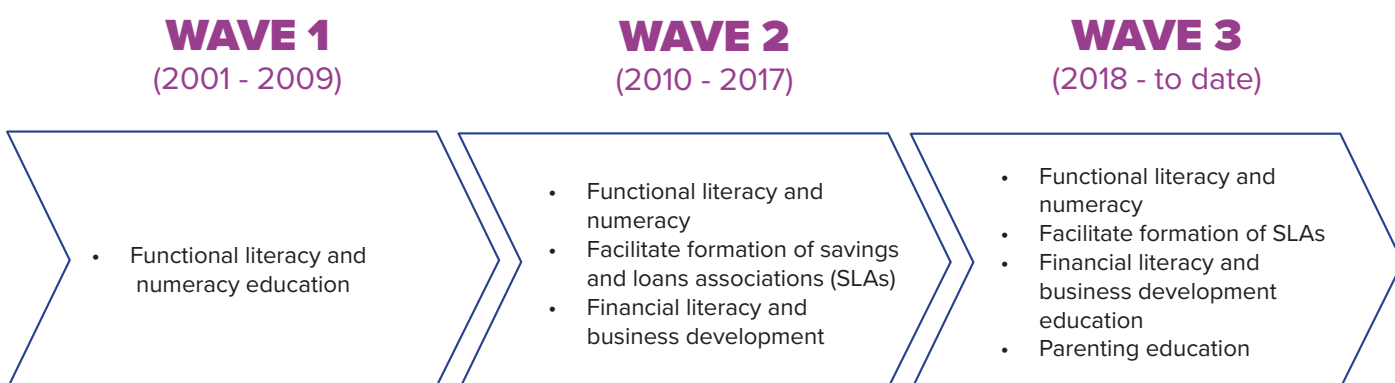 WAVE 1
(2001 - 2009)
• Functional literacy and
numeracy education
WAVE 2
(2010 - 2017)
• Functional literacy and
numeracy
• Facilitate formation of savings
and loans associations (SLAs)
• Financial literacy and
business development
WAVE 3
(2018 - to date)
• Functional literacy and
numeracy
• Facilitate formation of SLAs
• Financial literacy and
business development
education
• Parenting education